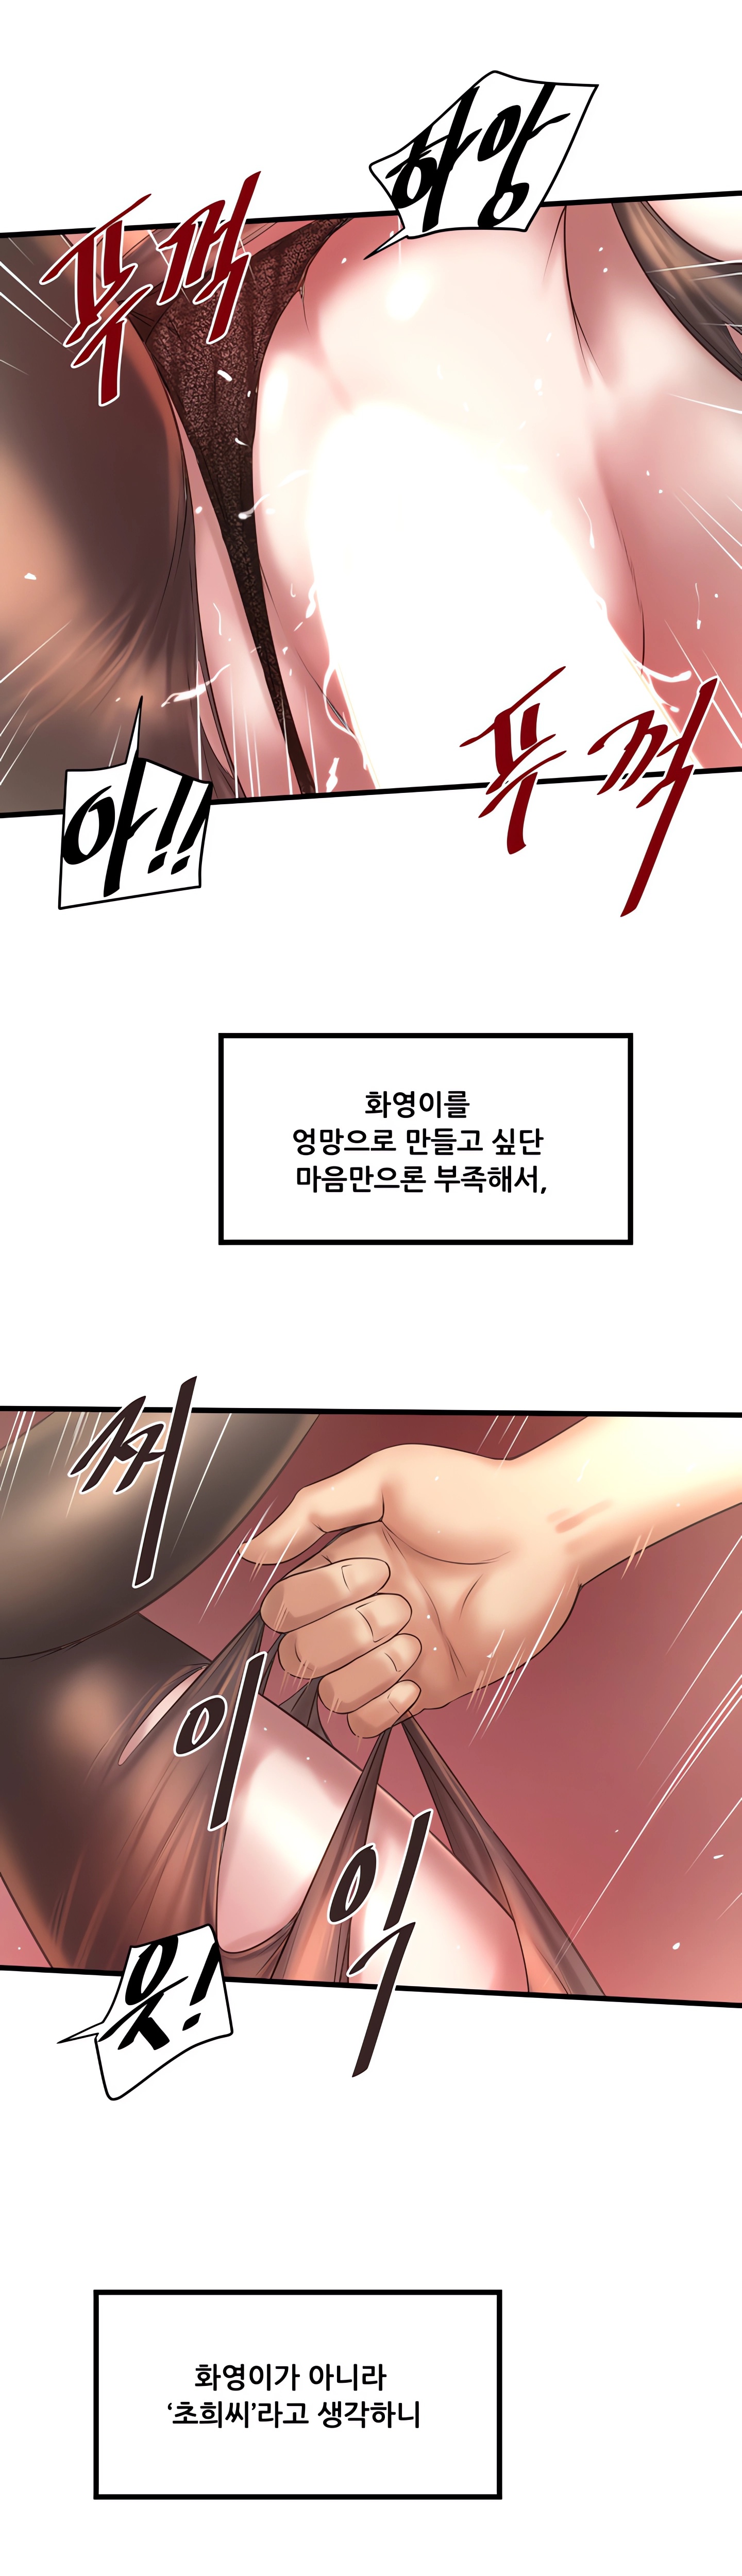 하앙
푸꺽
푸꺽
아!!
화영이를
엉망으로 만들고 싶단
마음만으론 부족해서,
찌
이
익
읏!
화영이가 아니라
‘초희씨’라고 생각하니